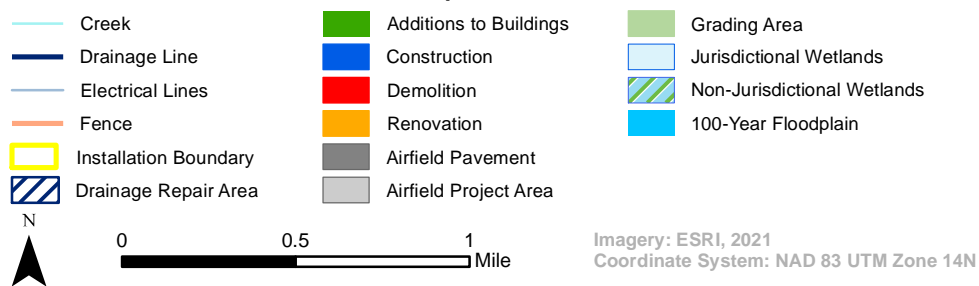 Creek
Drainage Line
Electrical Lines
Fence
Installation Boundary
Drainage Repair Area
Additions to Buildings
Construction
Demolition
Renovation
Airfield Pavement
Airfield Project Area
Grading Area
Jurisdictional Wetlands
Non-Jurisdictional Wetlands
100-Year Floodplain
N
0 0.5 1
Mile
Imagery: ESRI, 2021
Coordinate System: NAD 83 UTM Zone 14N